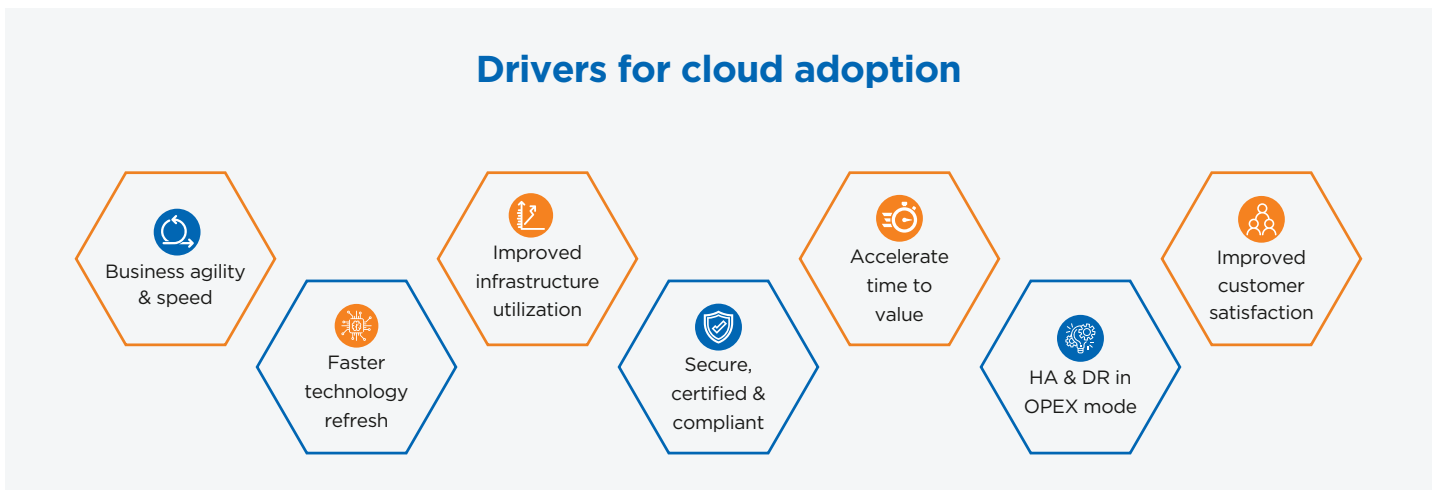 Drivers for cloud adoption
Business agility
& speed
Faster
technology
refresh
Improved
infrastructure
utilization
Secure,
certified &
compliant
Accelerate
time to
value
HA & DR in
OPEX mode
Improved
customer
satisfaction